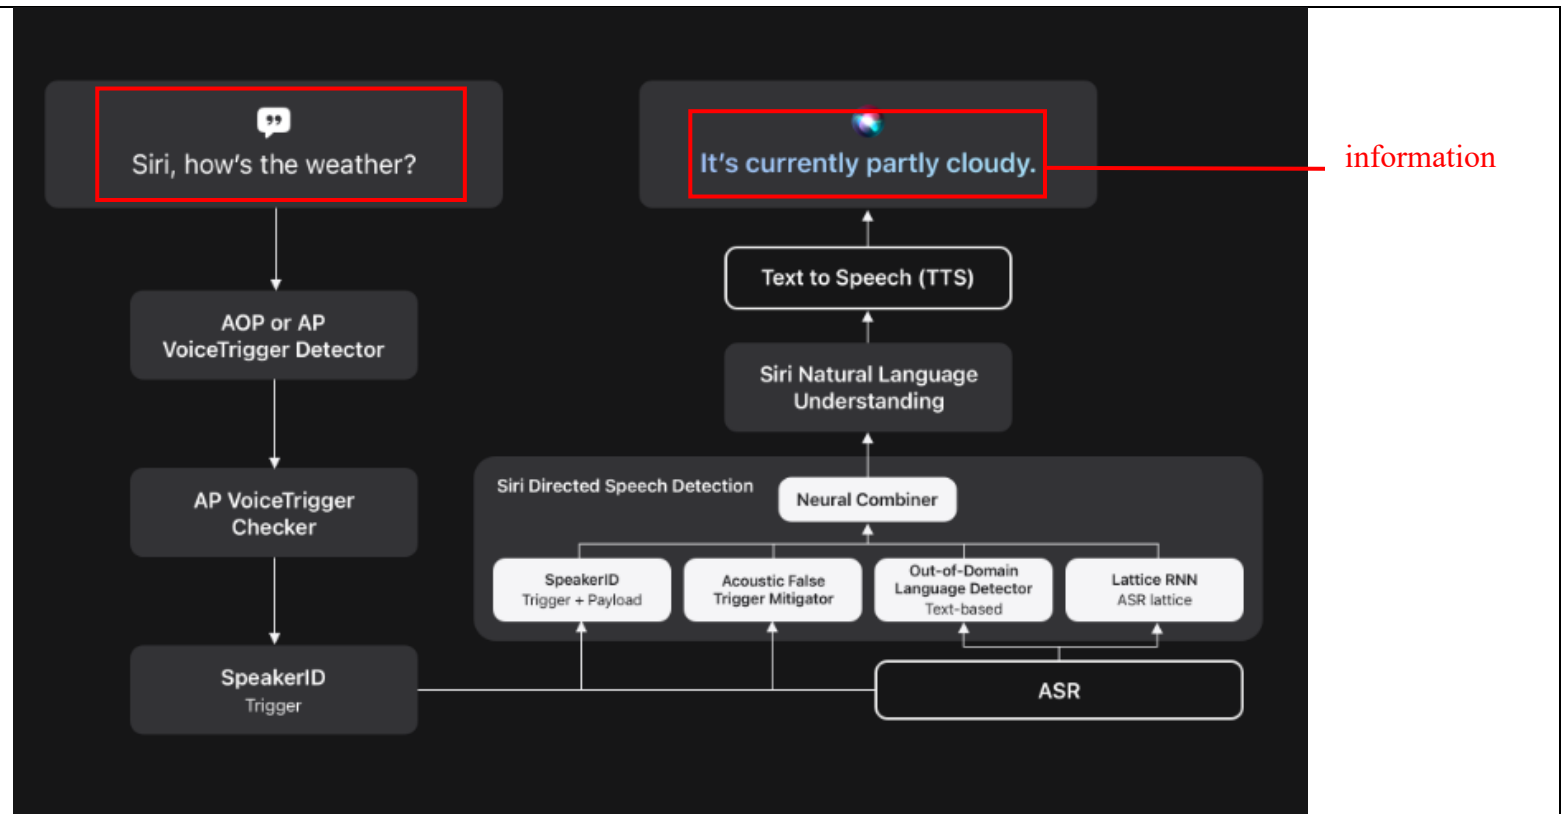 Siri, how's the weather?
It's currently partly cloudy.
information
Text to Speech (TTS)
AOP or AP
VoiceTrigger Detector
Siri Natural Language
Understanding
AP VoiceTrigger
Checker
Siri Directed Speech Detection
Neural Combiner
SpeakerID
Trigger + Payload
Acoustic False
Trigger Mitigator
Out-of-Domain
Language Detector
Text-based
Lattice RNN
ASR lattice
SpeakerID
Trigger
ASR